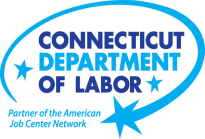 CONNECTICUT
DEPARTMENT
OF LABOR
Partner of the American
Job Center Network